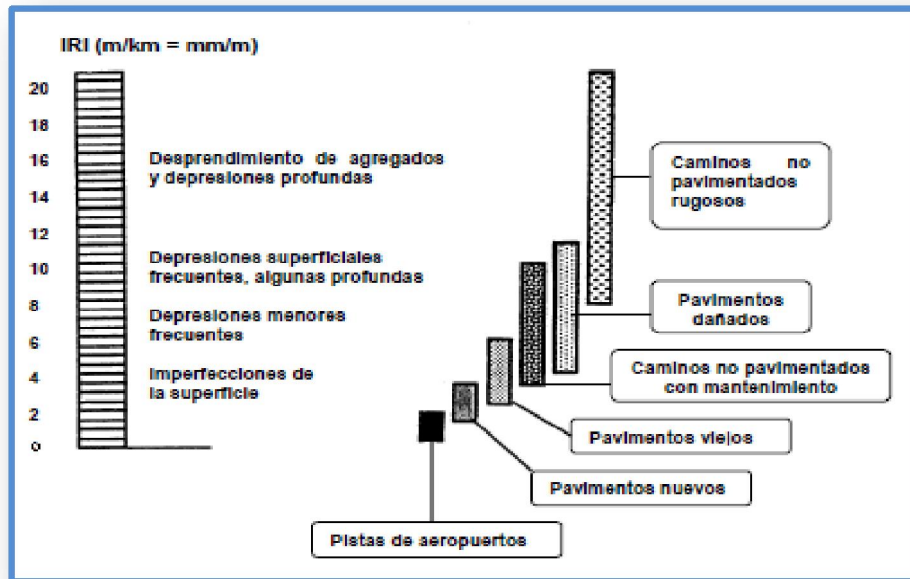 IRI (m/km = mm/m)
20
18
16
14
12
10
8
6
4
2
0
Desprendimiento de agregados
y depresiones profundas
Depresiones superficiales
frecuentes, algunas profundas
Depresiones menores
frecuentes
Imperfecciones de
la superficie
Caminos no
pavimentados
rugosos
Pavimentos
dañados
Caminos no pavimentados
con mantenimiento
Pavimentos viejos
Pavimentos nuevos
Pistas de aeropuertos